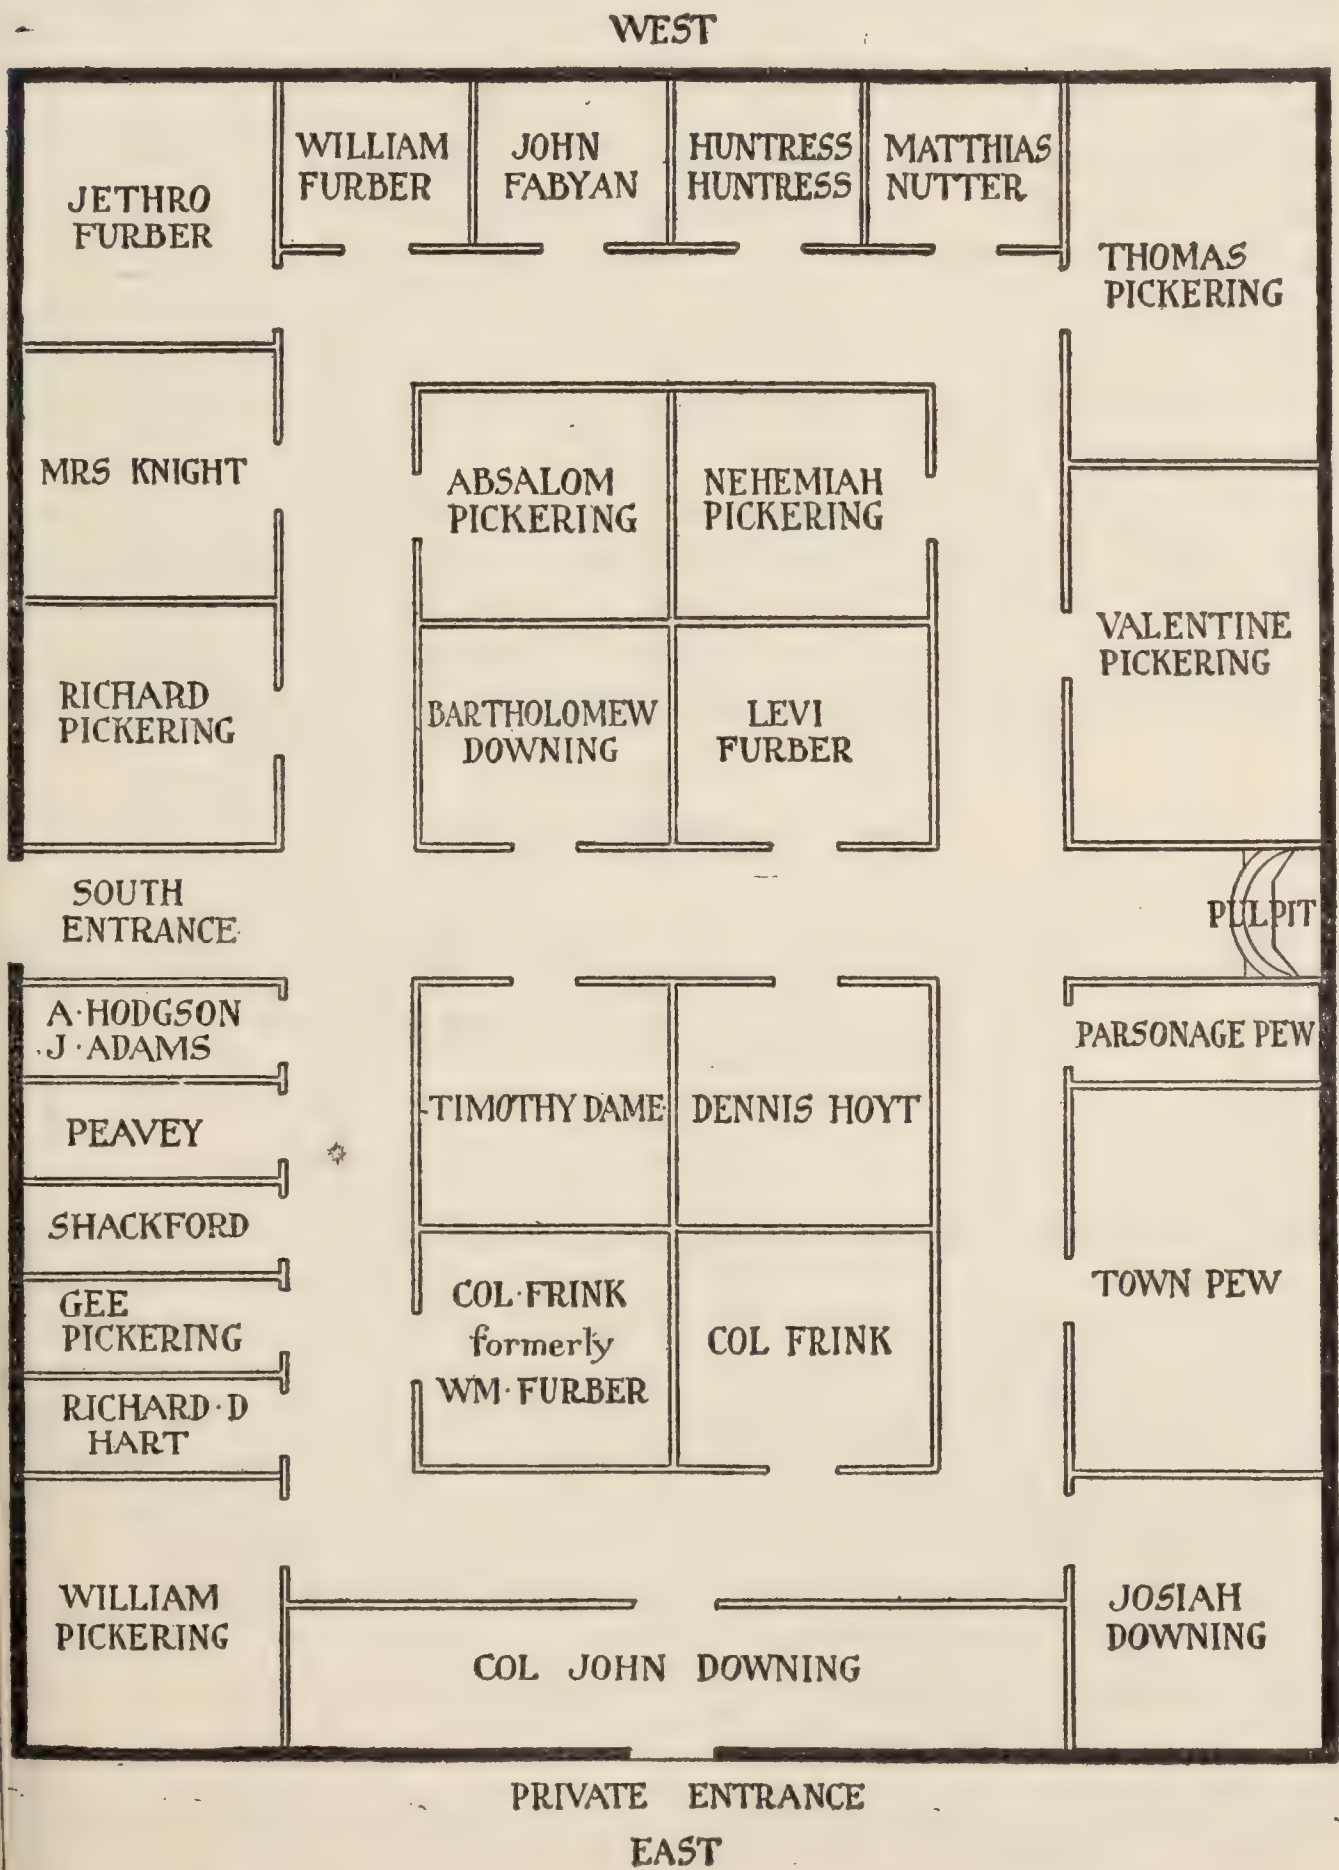 WEST
JETHRO
FURBER
WILLIAM
FURBER
JOHN
FABYAN
HUNTRESS
HUNTRESS
MATTHIAS
NUTTER
THOMAS
PICKERING
MRS KNIGHT
ABSALOM
PICKERING
NEHEMIAH
PICKERING
VALENTINE
PICKERING
RICHARD
PICKERING
BARTHOLOMEW
DOWNING
LEVI
FURBER
SOUTH
ENTRANCE
PULPIT
A·HODGSON
J·ADAMS
PARSONAGE PEW
PEAVEY
TIMOTHY DAME
DENNIS HOYT
SHACKFORD
GEE
PICKERING
COL·FRINK
formerly
WM·FURBER
COL FRINK
TOWN PEW
RICHARD·D
HART
WILLIAM
PICKERING
COL JOHN DOWNING
JOSIAH
DOWNING
PRIVATE ENTRANCE
EAST